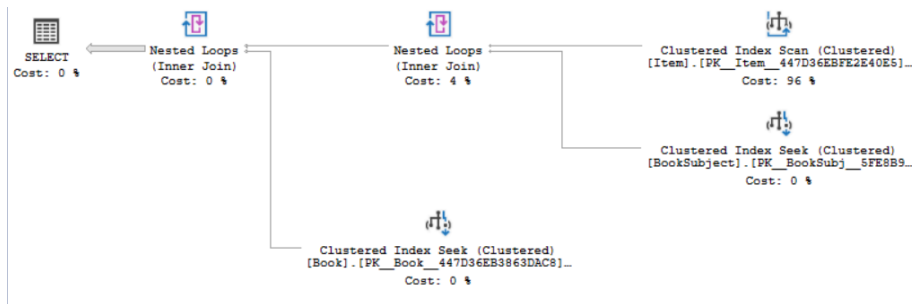 SELECT
Cost: 0 %
Nested Loops
(Inner Join)
Cost: 0 %
Nested Loops
(Inner Join)
Cost: 4 %
Clustered Index Scan (Clustered)
[Item].[PK__Item__447D36EBFE2E40E5]…
Cost: 96 %
Clustered Index Seek (Clustered)
[BookSubject].[PK__BookSubj__5FE8B9…
Cost: 0 %
Clustered Index Seek (Clustered)
[Book].[PK__Book__447D36EB3863DAC8]…
Cost: 0 %